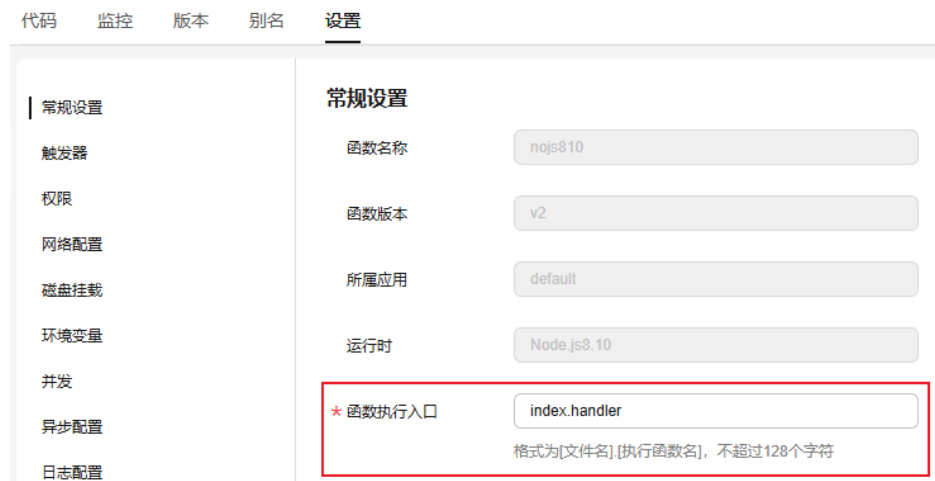 代码 监控 版本 别名 设置
常规设置
触发器
权限
网络配置
磁盘挂载
环境变量
并发
异步配置
日志配置
常规设置
函数名称 nojs810
函数版本 v2
所属应用 default
运行时 Node.js8.10
* 函数执行入口 index.handler
格式为[文件名].[执行函数名]，不超过128个字符